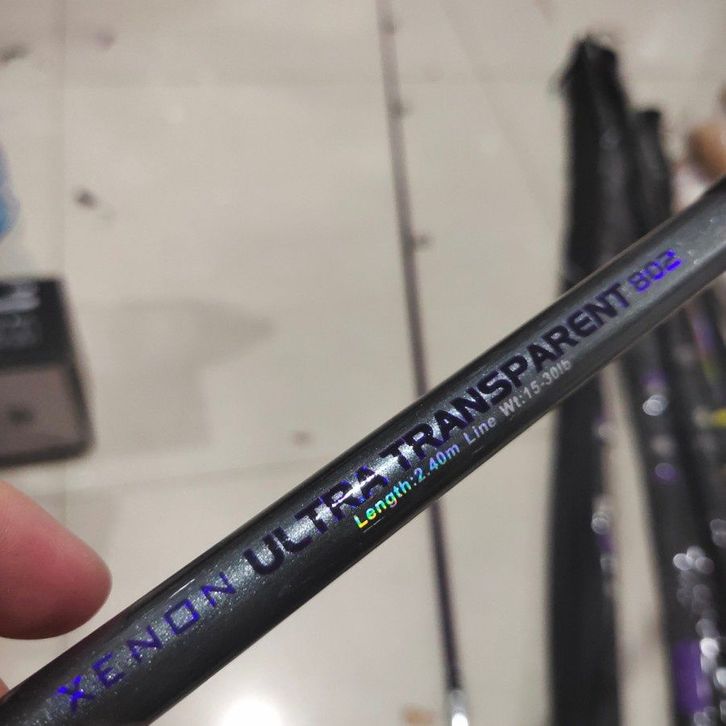 XENON ULTRA TRANSPARENT 802
Length:2.40m Line Wt:15-30lb